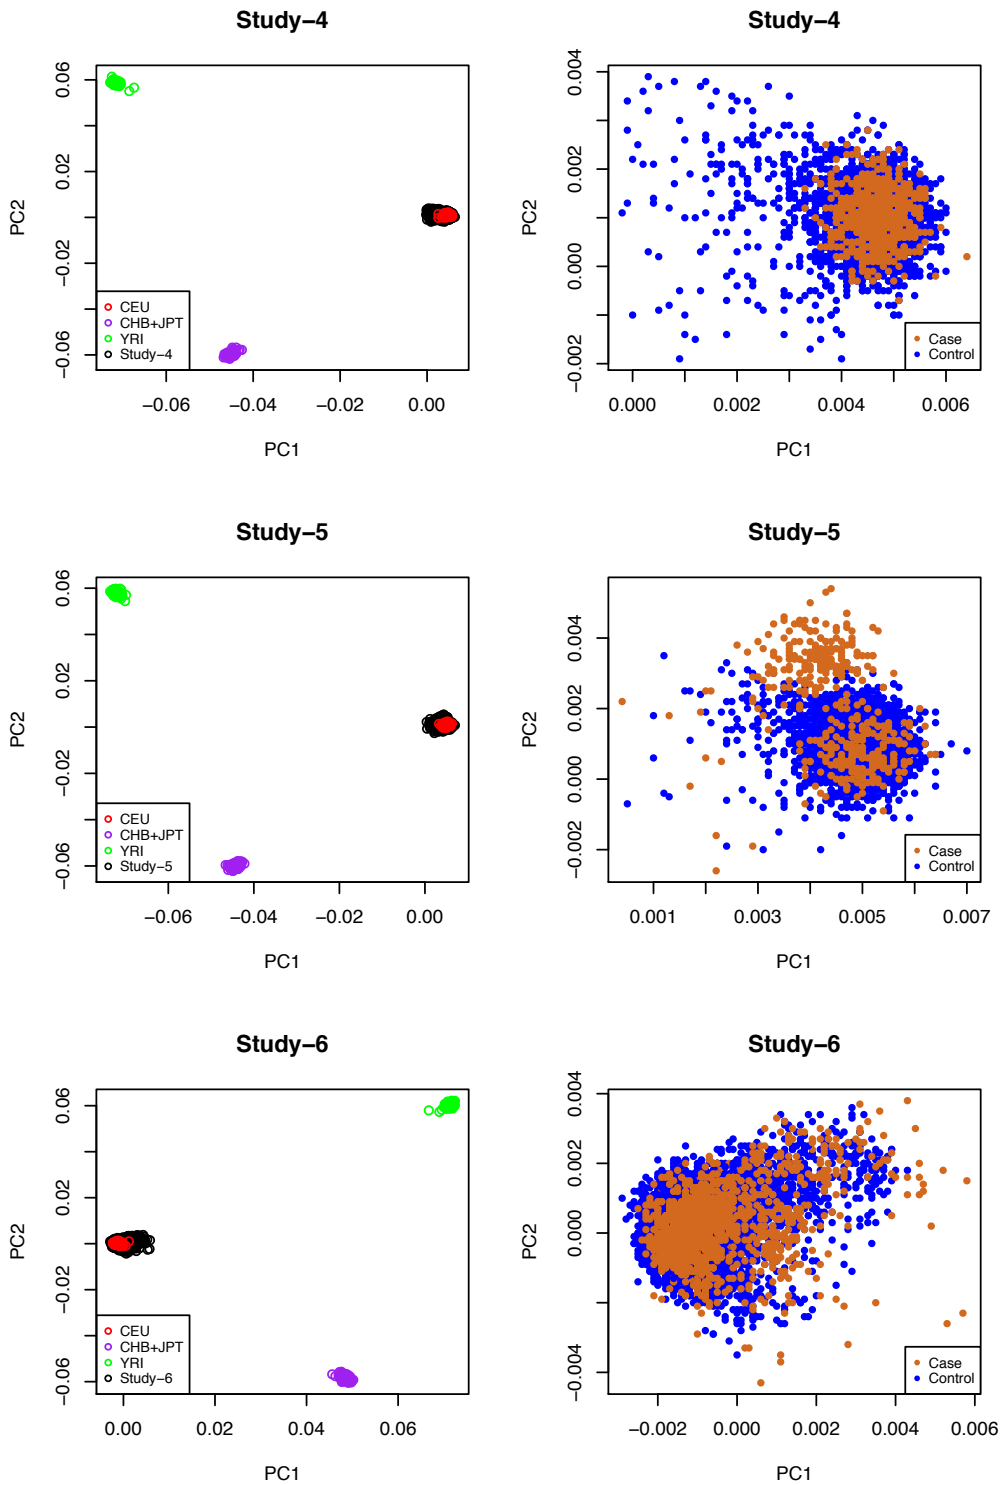 Study−4
Study−4
PC2
0.06
0.02
−0.02
−0.06
CEU
CHB+JPT
YRI
Study−4
−0.06
−0.04
−0.02
0.00
PC1
PC2
0.004
0.002
0.000
−0.002
Case
Control
0.000
0.002
0.004
0.006
PC1
Study−5
Study−5
PC2
0.06
0.02
−0.02
−0.06
CEU
CHB+JPT
YRI
Study−5
−0.06
−0.04
−0.02
0.00
PC1
PC2
0.004
0.002
0.000
−0.002
Case
Control
0.001
0.003
0.005
0.007
PC1
Study−6
Study−6
PC2
0.06
0.02
−0.02
−0.06
CEU
CHB+JPT
YRI
Study−6
0.00
0.02
0.04
0.06
PC1
PC2
0.004
0.002
0.000
−0.004
Case
Control
−0.002
0.000
0.002
0.004
0.006
PC1